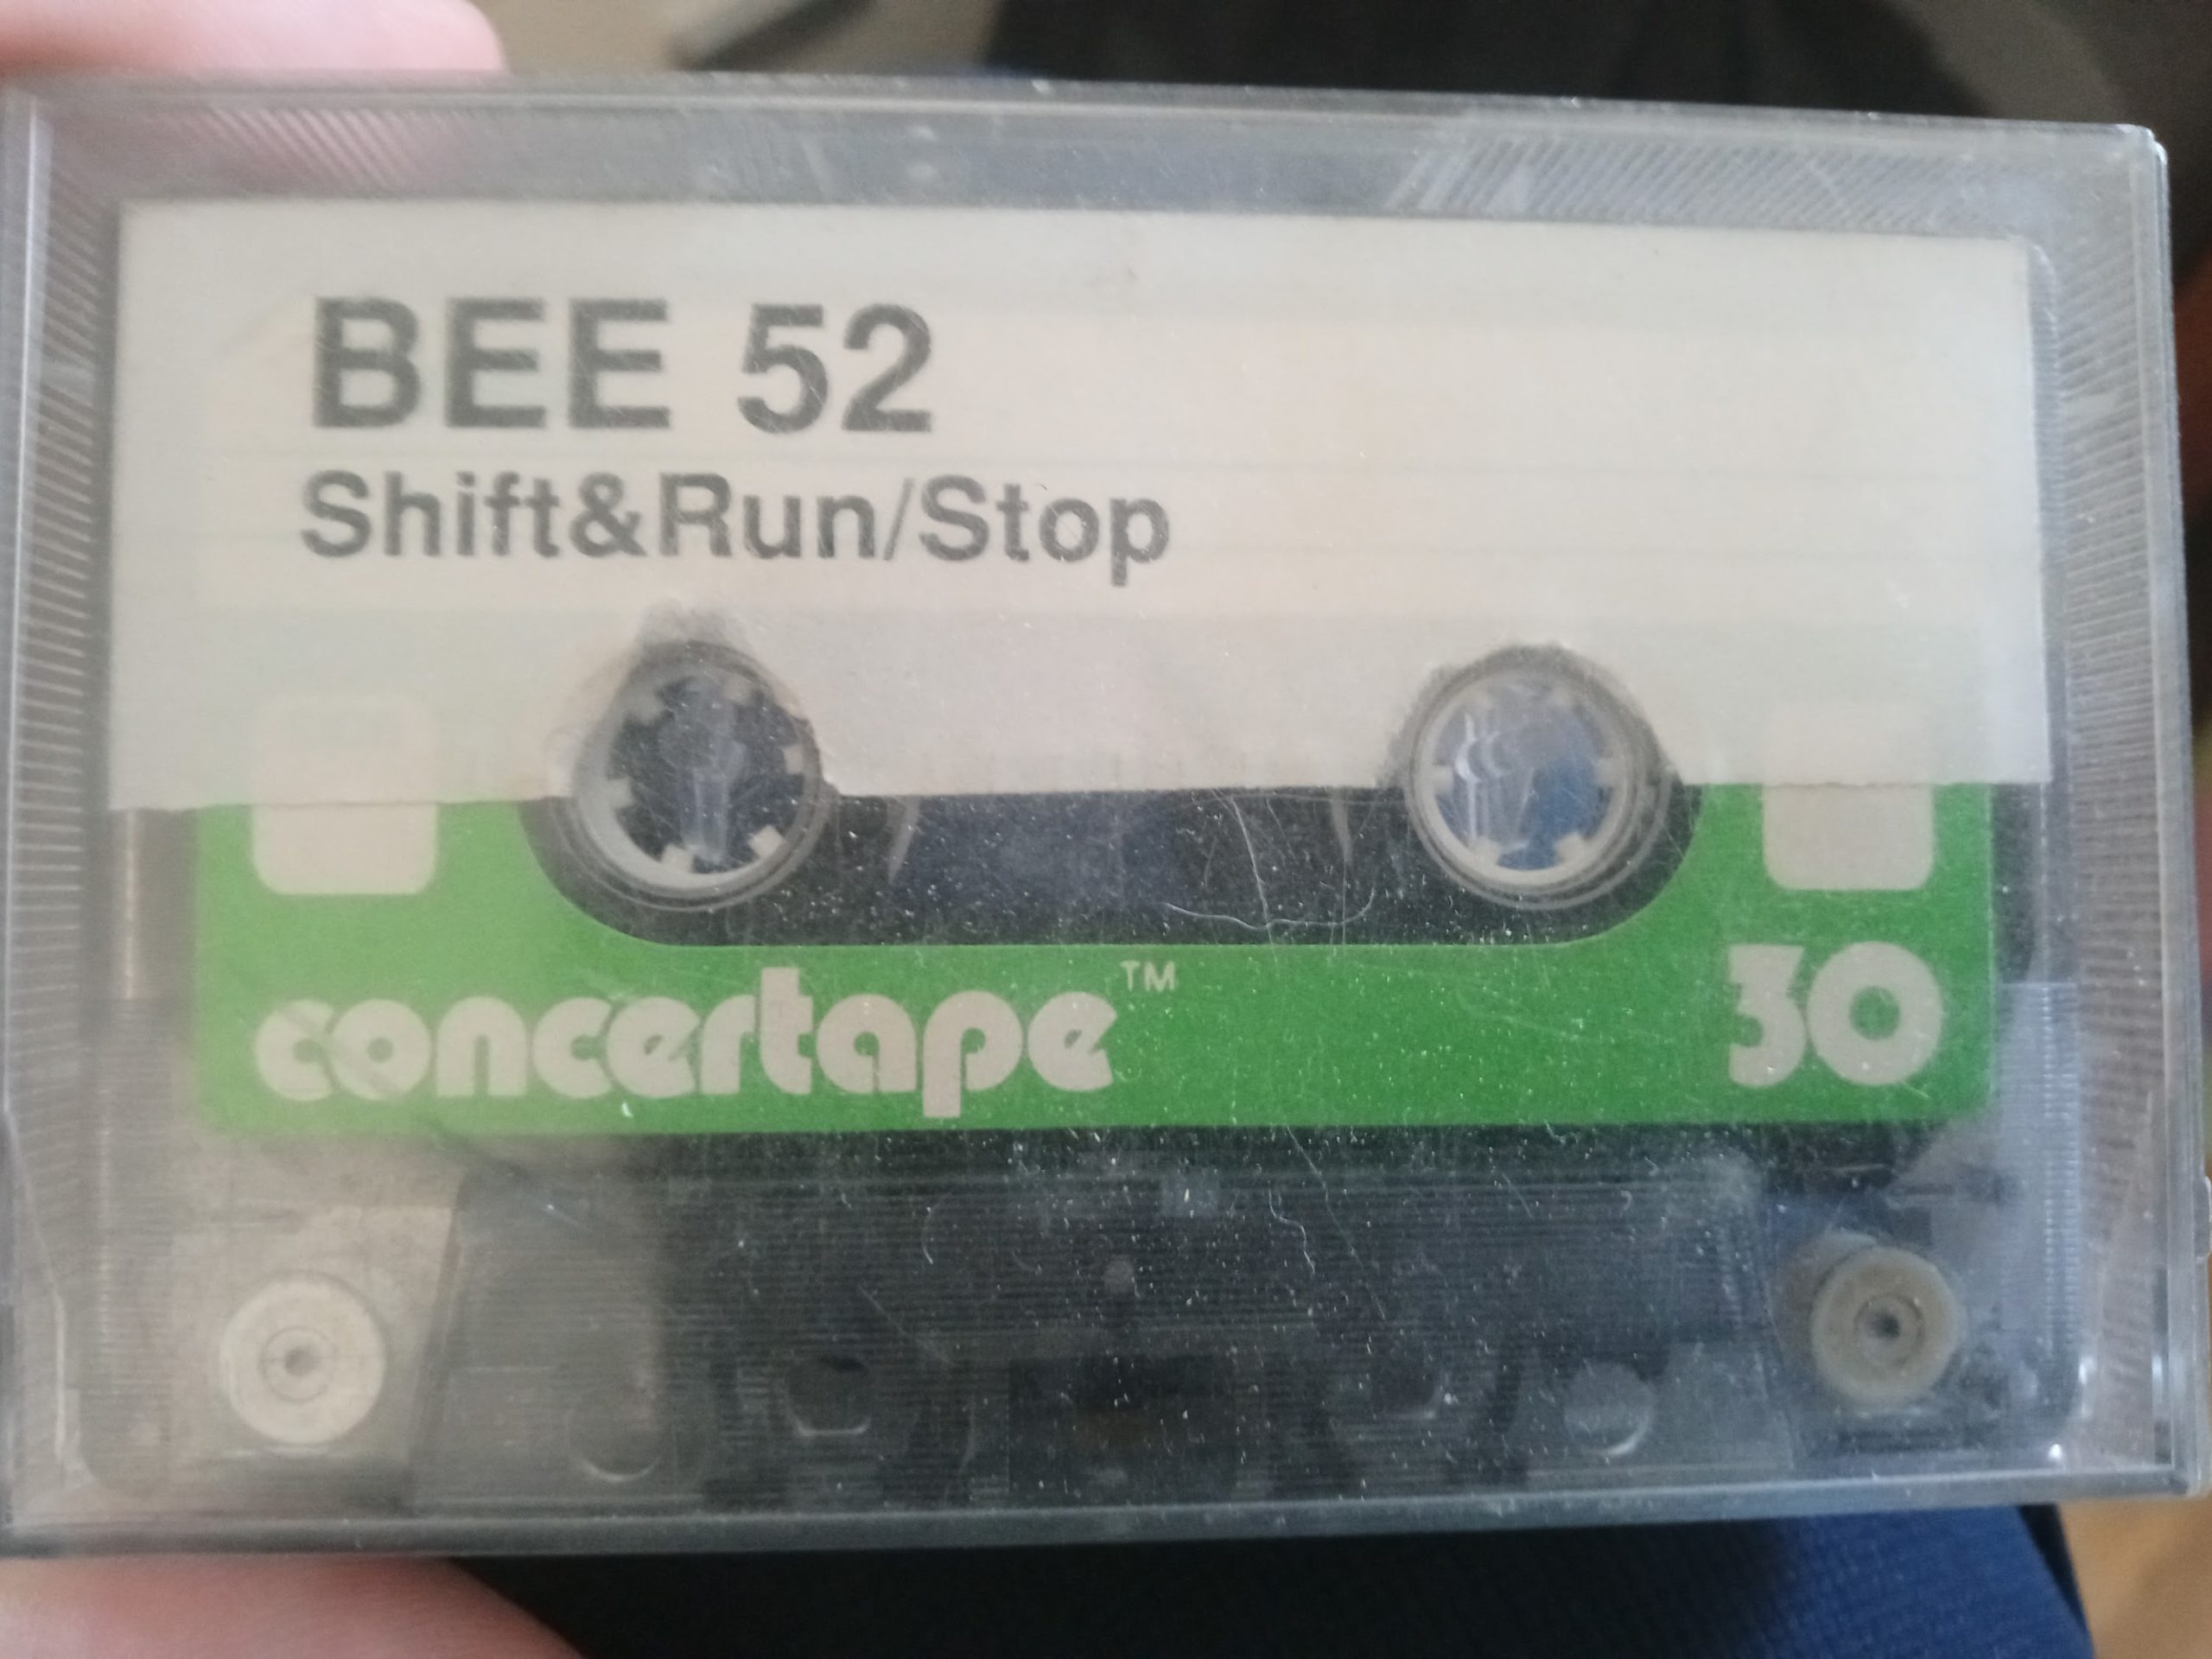 BEE 52
Shift&Run/Stop
concertape™ 30